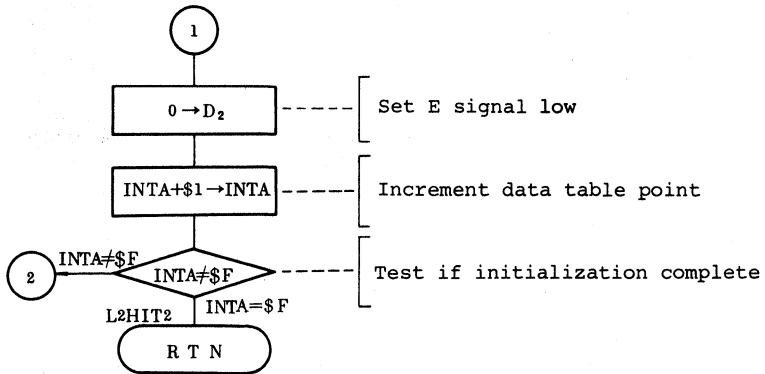 1
0→D₂
Set E signal low
INTA+$1→INTA
Increment data table point
INTA≠$F
2
INTA≠$F
Test if initialization complete
L2HIT2
INTA=$F
R T N